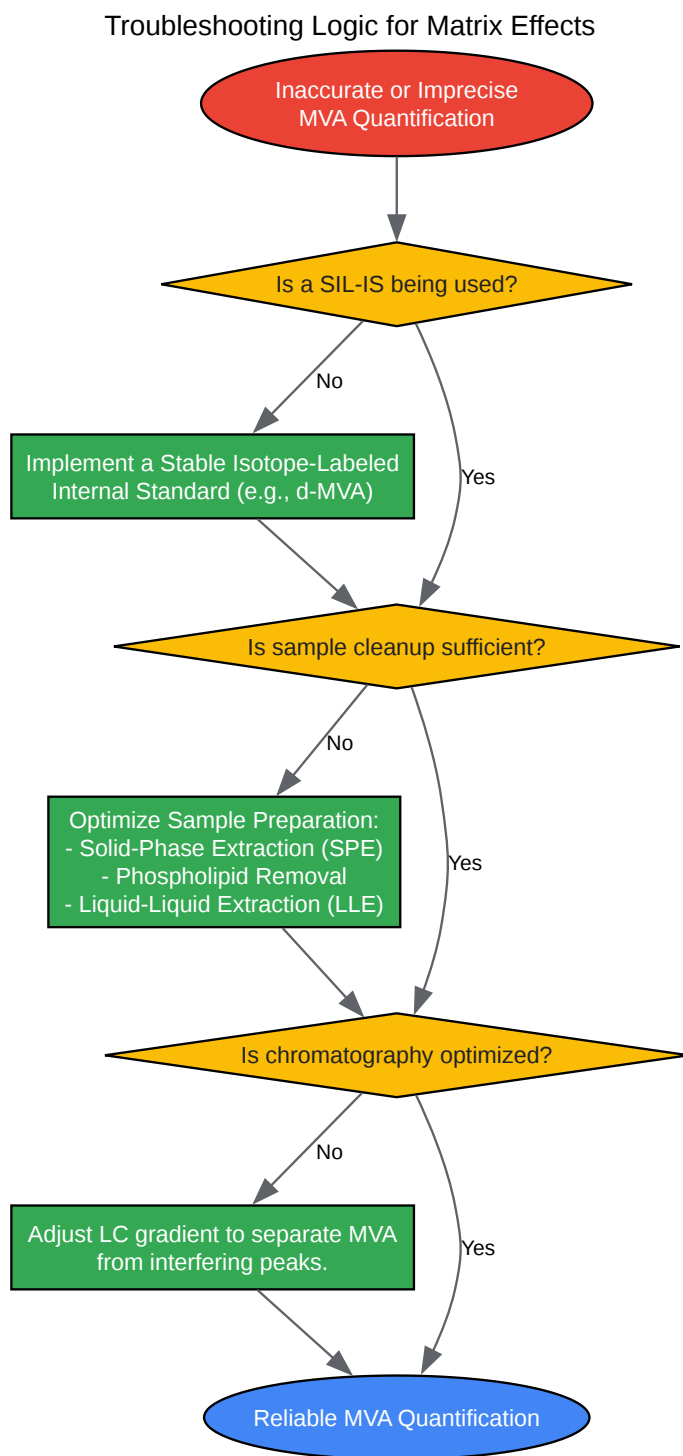 Troubleshooting Logic for Matrix Effects
Inaccurate or Imprecise
MVA Quantification
Is a SIL-IS being used?
No
Yes
Implement a Stable Isotope-Labeled
Internal Standard (e.g., d-MVA)
Is sample cleanup sufficient?
No
Yes
Optimize Sample Preparation:
- Solid-Phase Extraction (SPE)
- Phospholipid Removal
- Liquid-Liquid Extraction (LLE)
Is chromatography optimized?
No
Yes
Adjust LC gradient to separate MVA
from interfering peaks.
Reliable MVA Quantification